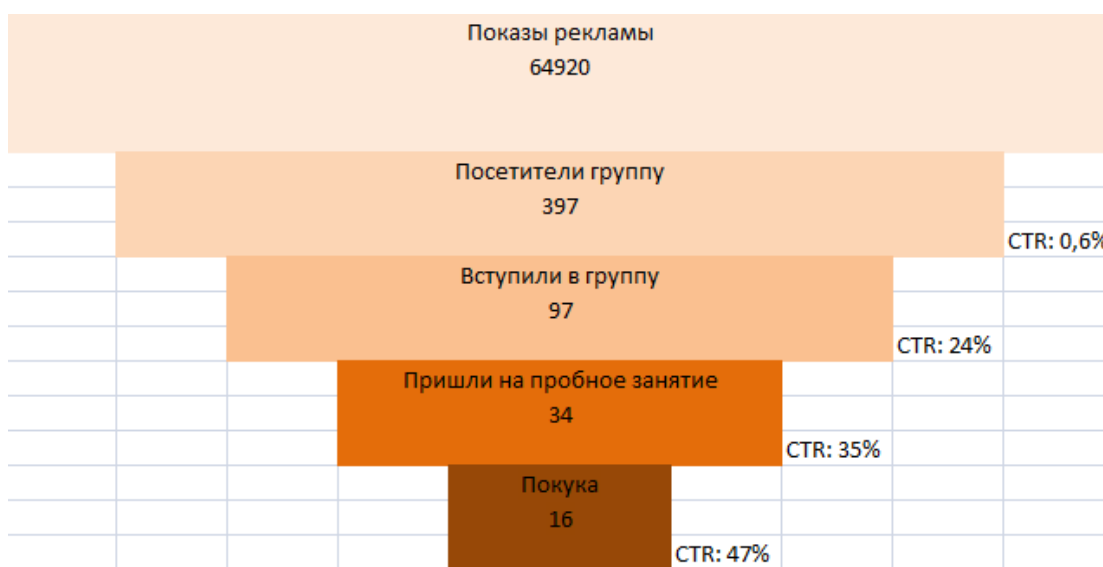 Показы рекламы
64920
Посетители группу
397
CTR: 0,6%
Вступили в группу
97
CTR: 24%
Пришли на пробное занятие
34
CTR: 35%
Покука
16
CTR: 47%